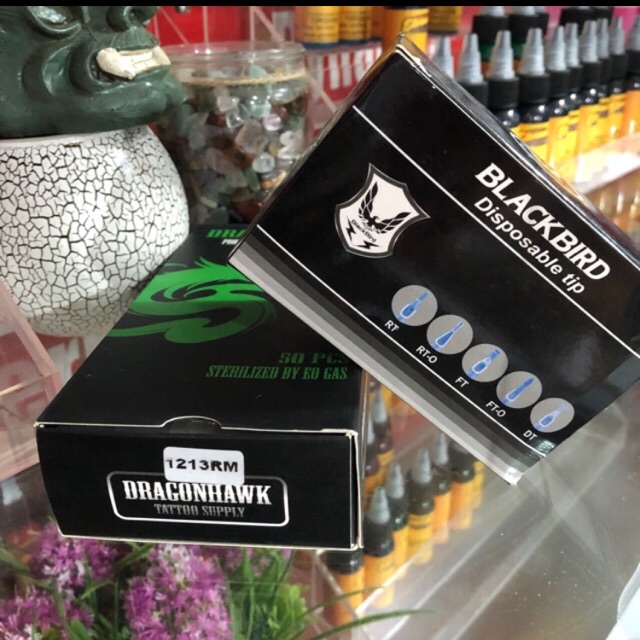 BLACKBIRD
Disposable tip
RT
RT-O
FT
FT-O
DT
50 PCS
STERILIZED BY EO GAS
1213RM
DRAGONHAWK
TATTOO SUPPLY